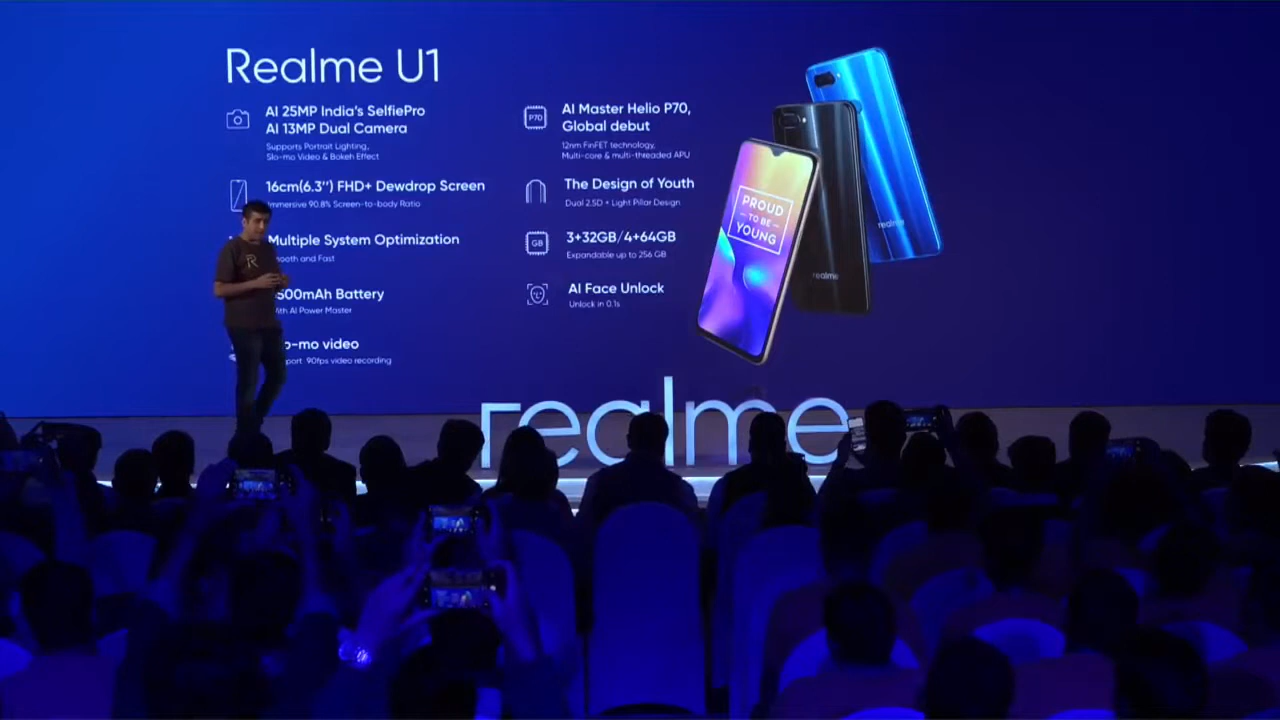 Realme U1
AI 25MP India's SelfiePro
AI 13MP Dual Camera
Supports Portrait Lighting,
Slo-mo Video & Bokeh Effect
16cm(6.3'') FHD+ Dewdrop Screen
Immersive 90.8% Screen-to-body Ratio
Multiple System Optimization
ooth and Fast
500mAh Battery
ith AI Power Master
o-mo video
port 90fps video recording
P70
AI Master Helio P70,
Global debut
12nm FinFET technology,
Multi-core & multi-threaded APU
The Design of Youth
Dual 2.5D + Light Pillar Design
GB
3+32GB/4+64GB
Expandable up to 256 GB
AI Face Unlock
Unlock in 0.1s
PROUD
TO BE
YOUNG
realme
realme
R
realme